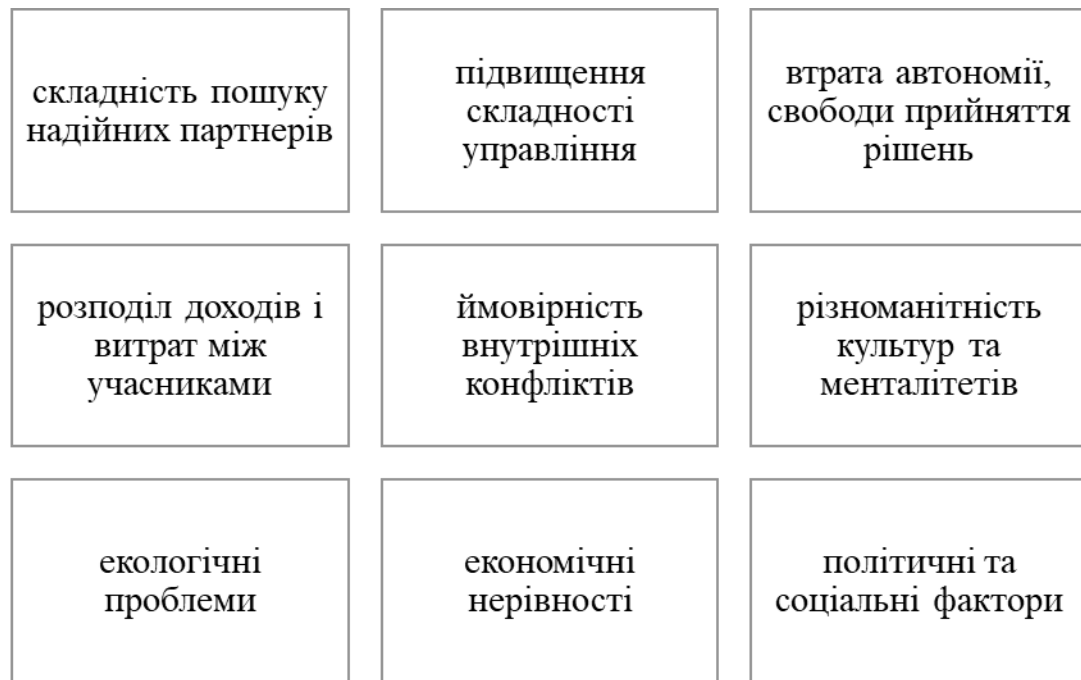 складність пошуку
надійних партнерів
підвищення
складності
управління
втрата автономії,
свободи прийняття
рішень
розподіл доходів і
витрат між
учасниками
ймовірність
внутрішніх
конфліктів
різноманітність
культур та
менталітетів
екологічні
проблеми
економічні
нерівності
політичні та
соціальні фактори